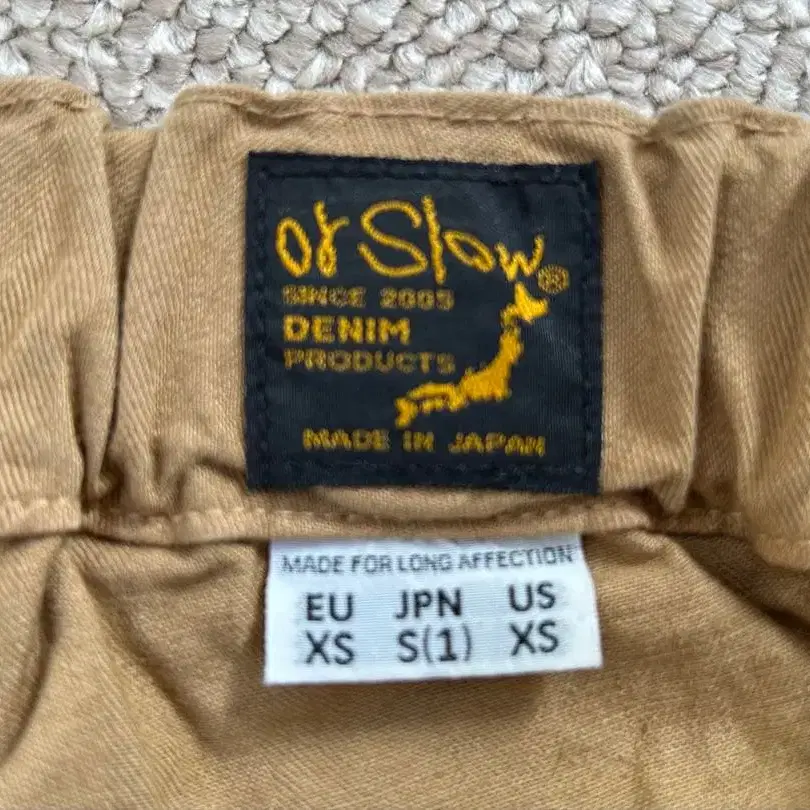 or Slow®
SINCE 2005
DENIM
PRODUCTS
MADE IN JAPAN
MADE FOR LONG AFFECTION
EU JPN US
XS S(1) XS